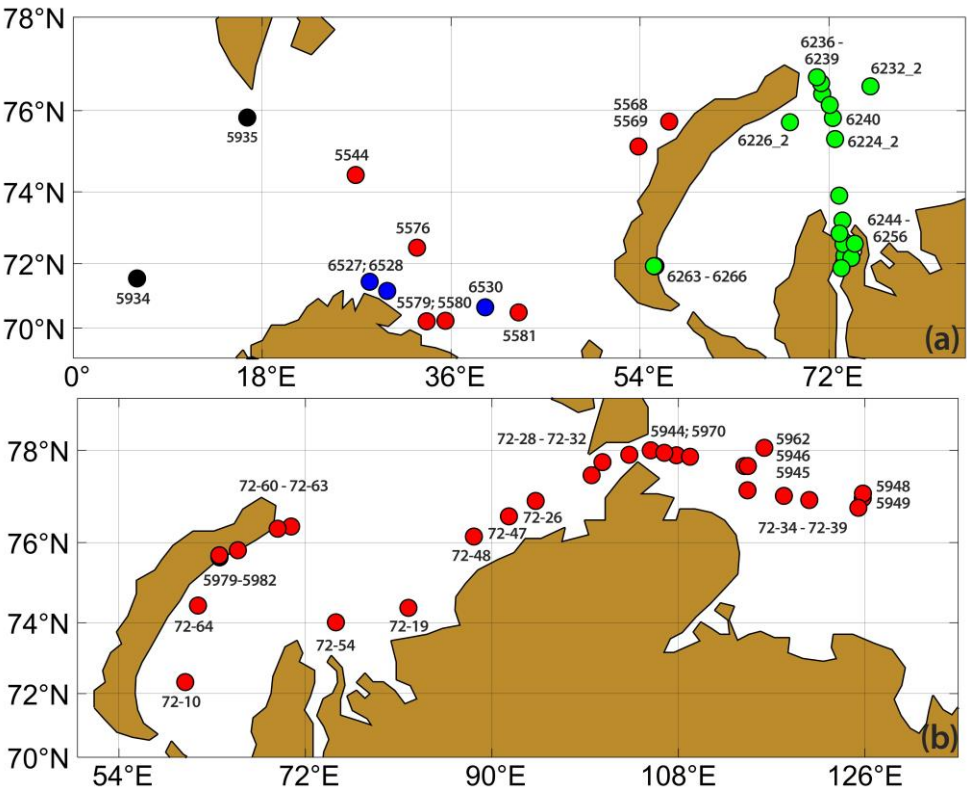 78°N
6236 -
6239
6232_2
76°N
5568
5569
5935
6240
6226_2
6224_2
5544
74°N
5576
6244 -
6256
6527; 6528
72°N
6530
6263 - 6266
5934
5579; 5580
70°N
5581
(a)
0°
18°E
36°E
54°E
72°E
72-28 - 72-32
5944; 5970
78°N
5962
5946
5945
72-60 - 72-63
5948
5949
72-26
72-34 - 72-39
72-47
76°N
72-48
5979-5982
74°N
72-64
72-19
72-54
72°N
72-10
(b)
70°N
54°E
72°E
90°E
108°E
126°E